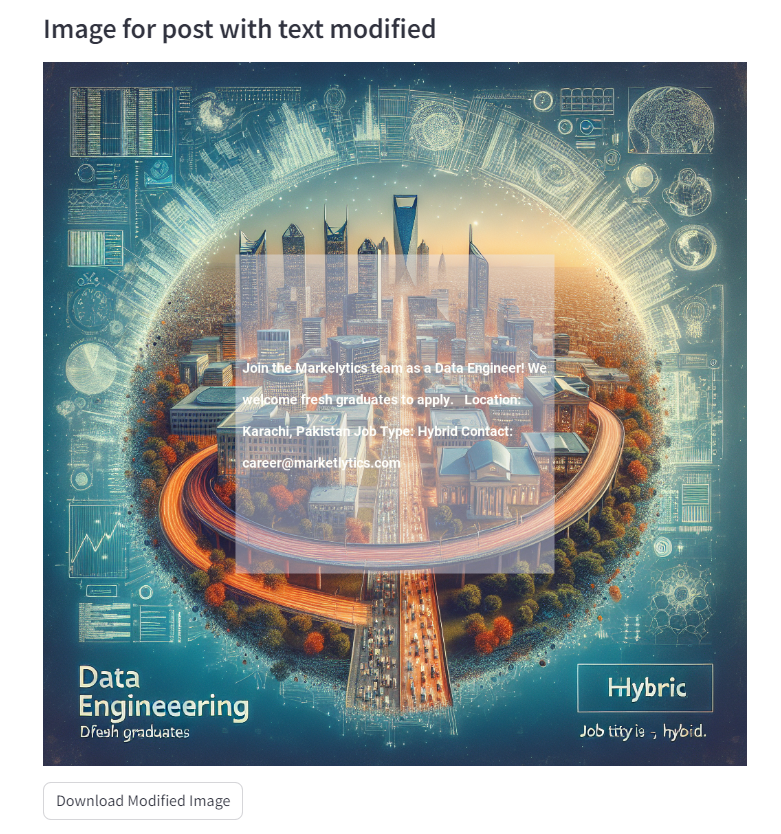 Image for post with text modified
Join the Markelytics team as a Data Engineer! We
welcome fresh graduates to apply. Location:
Karachi, Pakistan Job Type: Hybrid Contact:
career@marketlytics.com
Data
Engineeering
Dfesh graduates
Hlybric
Job tity is , hybid.
Download Modified Image